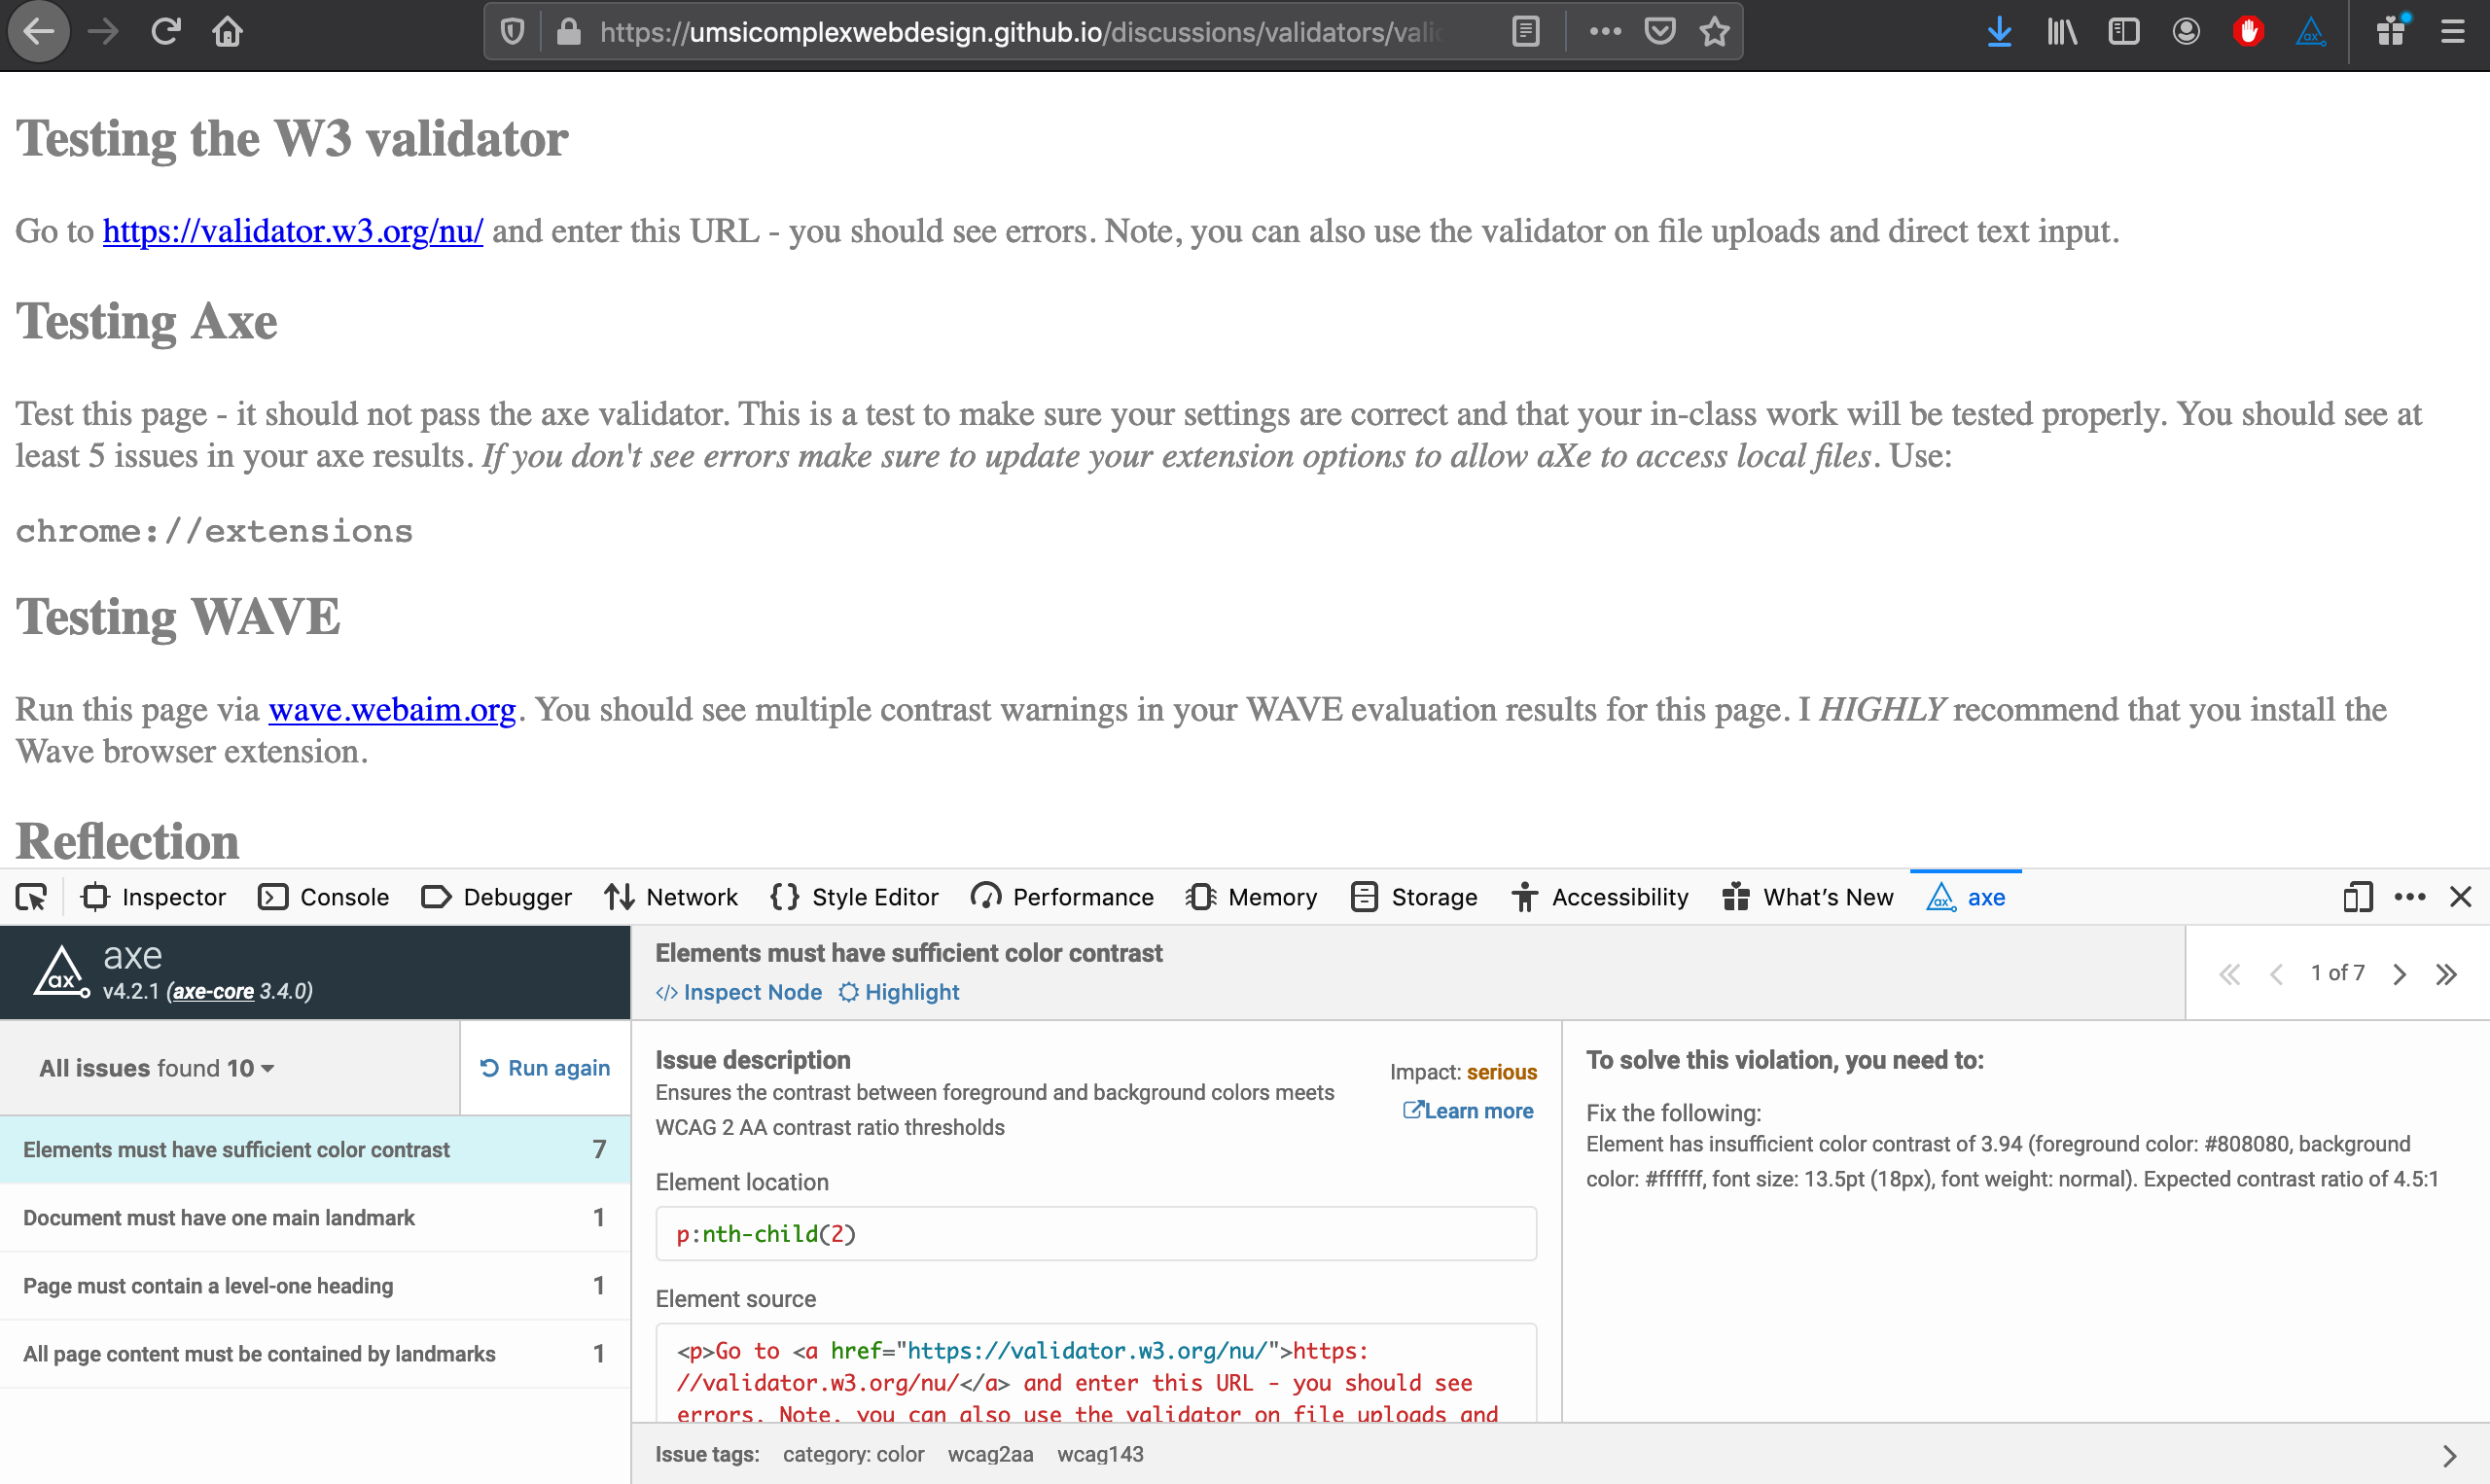 https://umsicomplexwebdesign.github.io/discussions/validators/valid
Testing the W3 validator
Go to https://validator.w3.org/nu/ and enter this URL - you should see errors. Note, you can also use the validator on file uploads and direct text input.
Testing Axe
Test this page - it should not pass the axe validator. This is a test to make sure your settings are correct and that your in-class work will be tested properly. You should see at
least 5 issues in your axe results. If you don't see errors make sure to update your extension options to allow aXe to access local files. Use:
chrome://extensions
Testing WAVE
Run this page via wave.webaim.org. You should see multiple contrast warnings in your WAVE evaluation results for this page. I HIGHLY recommend that you install the
Wave browser extension.
Reflection
Inspector Console Debugger Network Style Editor Performance Memory Storage Accessibility What's New axe
axe
v4.2.1 (axe-core 3.4.0)
All issues found 10
Run again
Elements must have sufficient color contrast 7
Document must have one main landmark 1
Page must contain a level-one heading 1
All page content must be contained by landmarks 1
Elements must have sufficient color contrast
</> Inspect Node Highlight
1 of 7
Issue description
Ensures the contrast between foreground and background colors meets
WCAG 2 AA contrast ratio thresholds
Impact: serious
Learn more
Element location
p:nth-child(2)
Element source
<p>Go to <a href="https://validator.w3.org/nu/">https:
//validator.w3.org/nu/</a> and enter this URL - you should see
errors. Note, you can also use the validator on file uploads and
To solve this violation, you need to:
Fix the following:
Element has insufficient color contrast of 3.94 (foreground color: #808080, background
color: #ffffff, font size: 13.5pt (18px), font weight: normal). Expected contrast ratio of 4.5:1
Issue tags: category: color wcag2aa wcag143